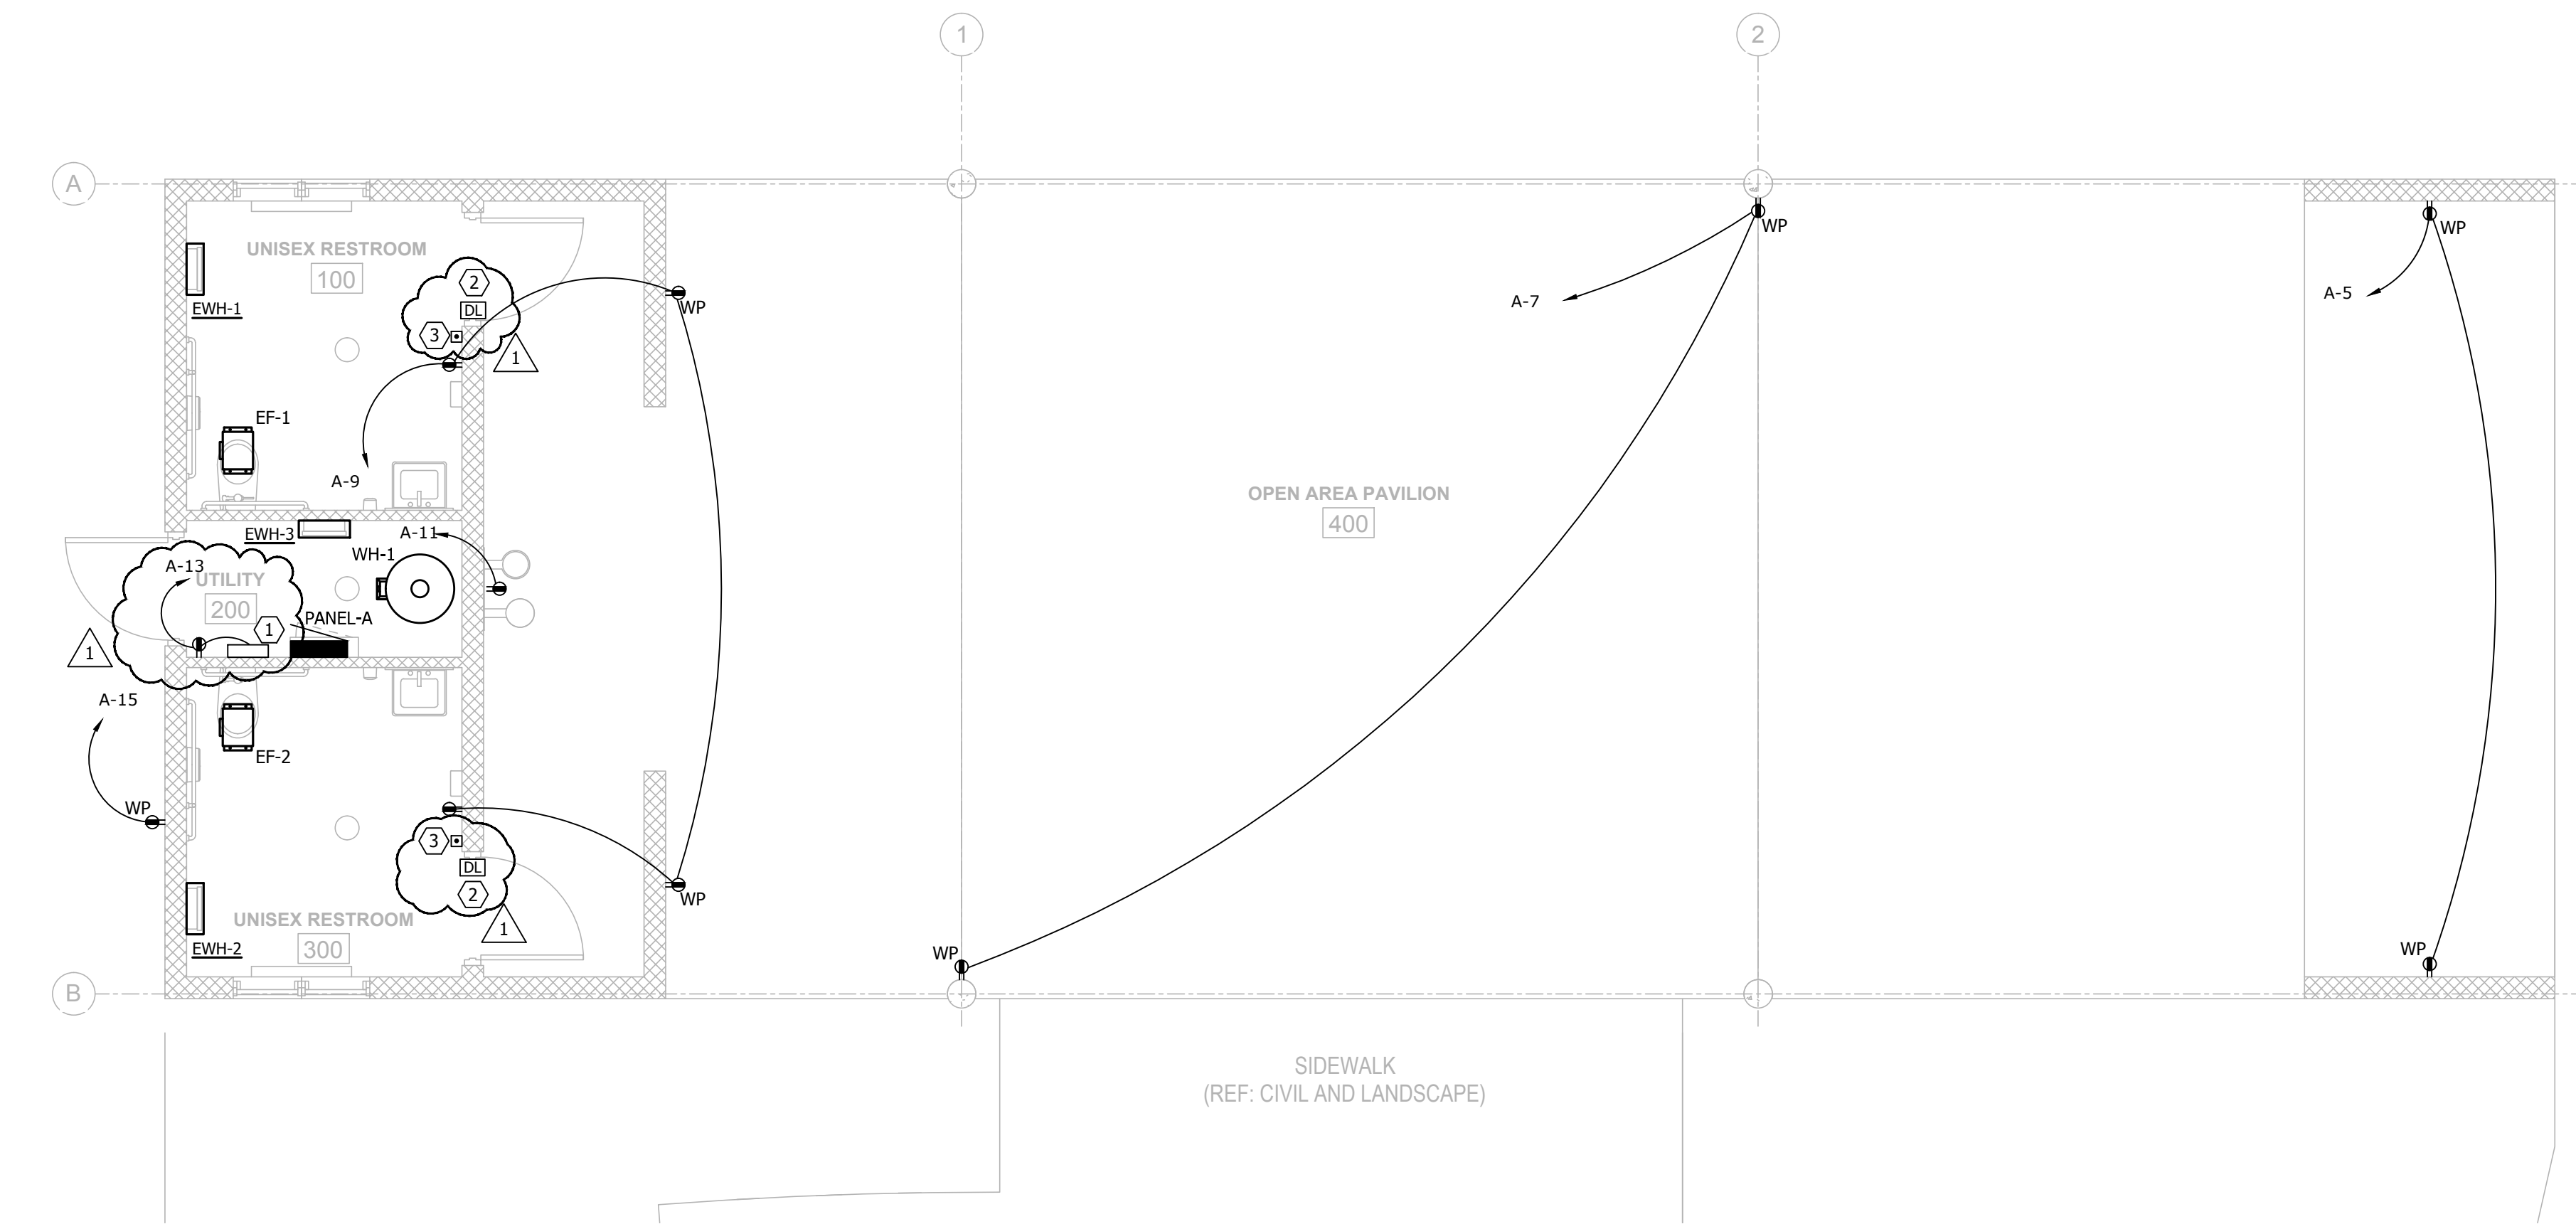 1
2
A
UNISEX RESTROOM
100
EWH-1
2
DL
3
1
WP
WP
A-7
WP
A-5
EF-1
A-9
OPEN AREA PAVILION
400
EWH-3
A-11
WH-1
A-13
UTILITY
200
PANEL-A
1
1
A-15
EF-2
WP
3
DL
2
1
WP
UNISEX RESTROOM
300
EWH-2
WP
WP
B
SIDEWALK
(REF: CIVIL AND LANDSCAPE)